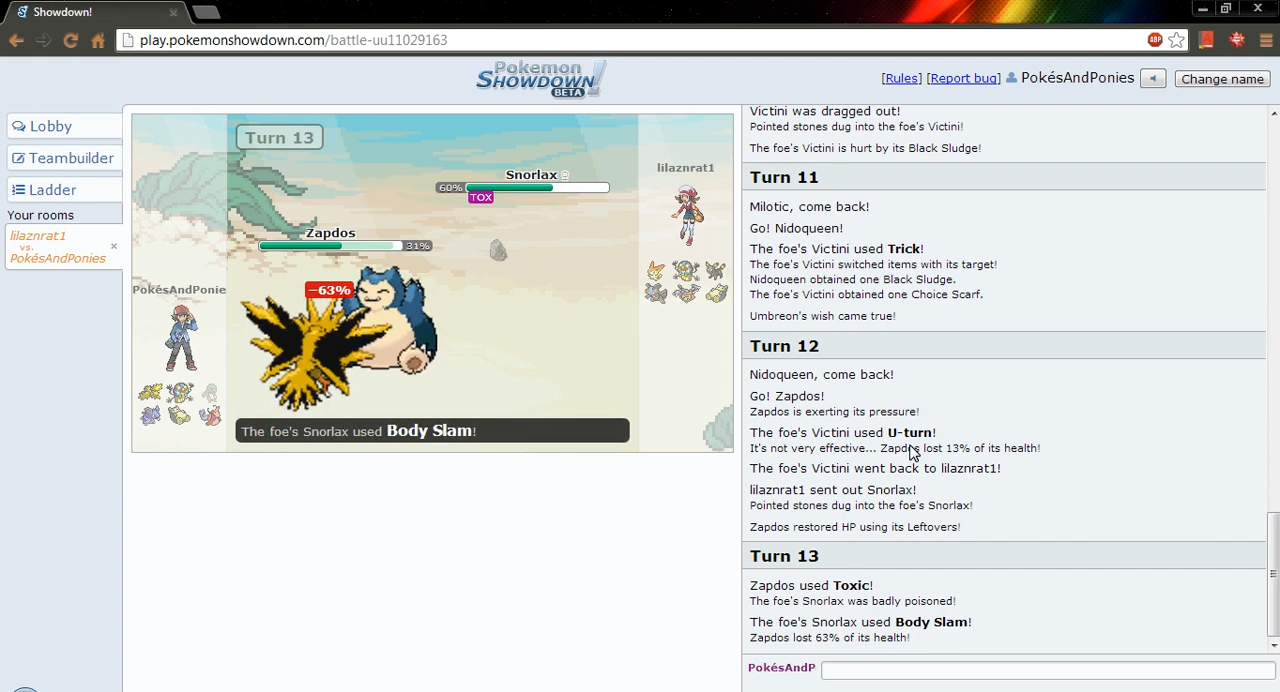 Showdown!
play.pokemonshowdown.com/battle-uu11029163
ABP
Pokemon
SHOWDOWN!
BETA
[Rules] [Report bug] PokésAndPonies
Change name
Lobby
Teambuilder
Ladder
Your rooms
lilaznrat1
vs.
PokésAndPonies
Turn 13
Snorlax
60%
TOX
Zapdos
31%
−63%
lilaznrat1
PokésAndPonie
The foe's Snorlax used Body Slam!
Victini was dragged out!
Pointed stones dug into the foe's Victini!
The foe's Victini is hurt by its Black Sludge!
Turn 11
Milotic, come back!
Go! Nidoqueen!
The foe's Victini used Trick!
The foe's Victini switched items with its target!
Nidoqueen obtained one Black Sludge.
The foe's Victini obtained one Choice Scarf.
Umbreon's wish came true!
Turn 12
Nidoqueen, come back!
Go! Zapdos!
Zapdos is exerting its pressure!
The foe's Victini used U-turn!
It's not very effective... Zapdos lost 13% of its health!
The foe's Victini went back to lilaznrat1!
lilaznrat1 sent out Snorlax!
Pointed stones dug into the foe's Snorlax!
Zapdos restored HP using its Leftovers!
Turn 13
Zapdos used Toxic!
The foe's Snorlax was badly poisoned!
The foe's Snorlax used Body Slam!
Zapdos lost 63% of its health!
PokésAndP